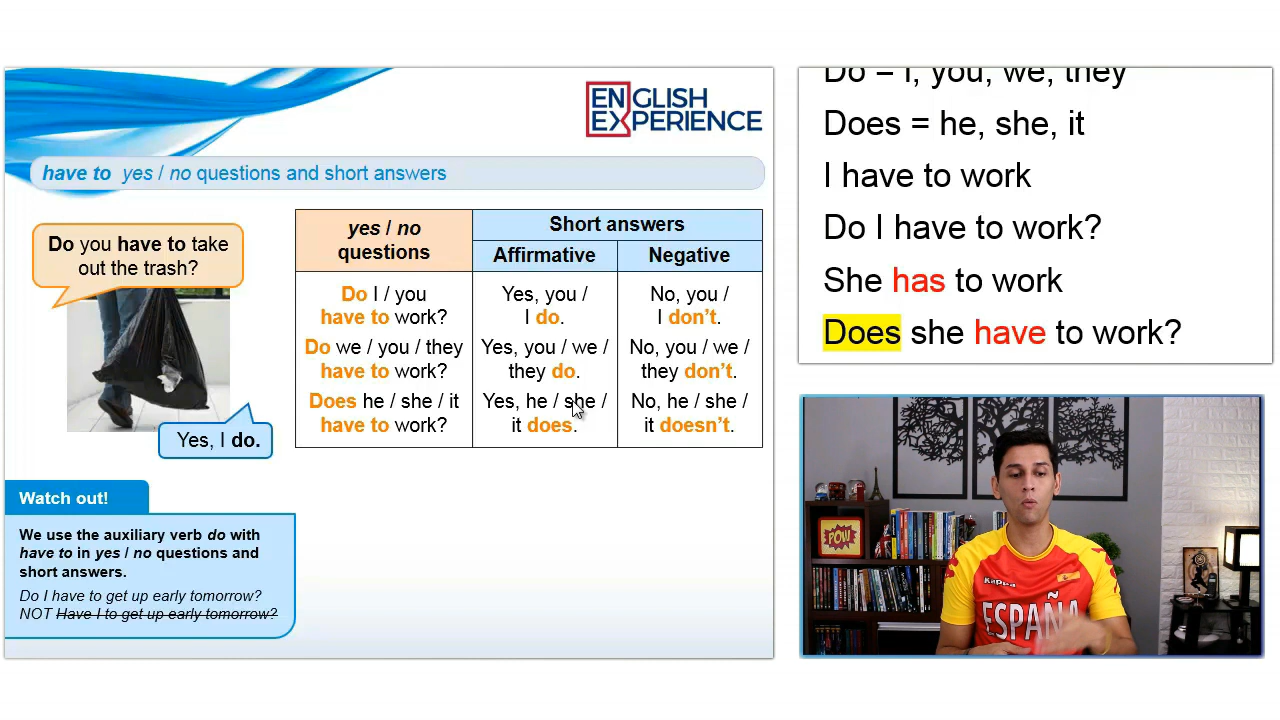 ENGLISH
EXPERIENCE
have to yes / no questions and short answers
Do you have to take
out the trash?
Yes, I do.
yes / no
questions
Short answers
Affirmative
Negative
Do I / you
have to work?
Yes, you /
I do.
No, you /
I don't.
Do we / you / they
have to work?
Yes, you / we /
they do.
No, you / we /
they don't.
Does he / she / it
have to work?
Yes, he / she /
it does.
No, he / she /
it doesn't.
Watch out!
We use the auxiliary verb do with
have to in yes / no questions and
short answers.
Do I have to get up early tomorrow?
NOT Have I to get up early tomorrow?
Do = I, you, we, they
Does = he, she, it
I have to work
Do I have to work?
She has to work
Does she have to work?
POW
Kappa
ESPAÑA